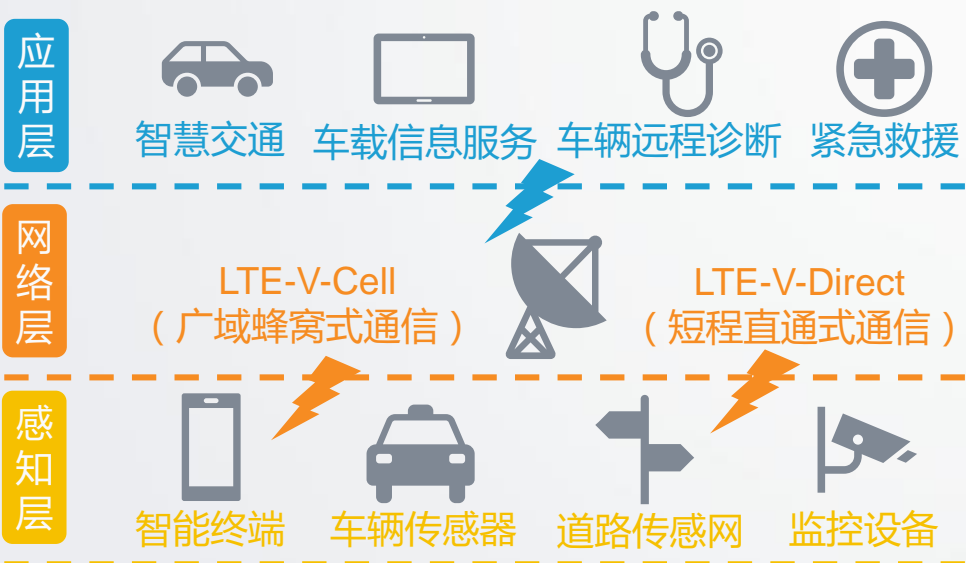 应用层
智慧交通 车载信息服务 车辆远程诊断 紧急救援
网络层
LTE-V-Cell
（广域蜂窝式通信）
LTE-V-Direct
（短程直通式通信）
感知层
智能终端 车辆传感器 道路传感网 监控设备